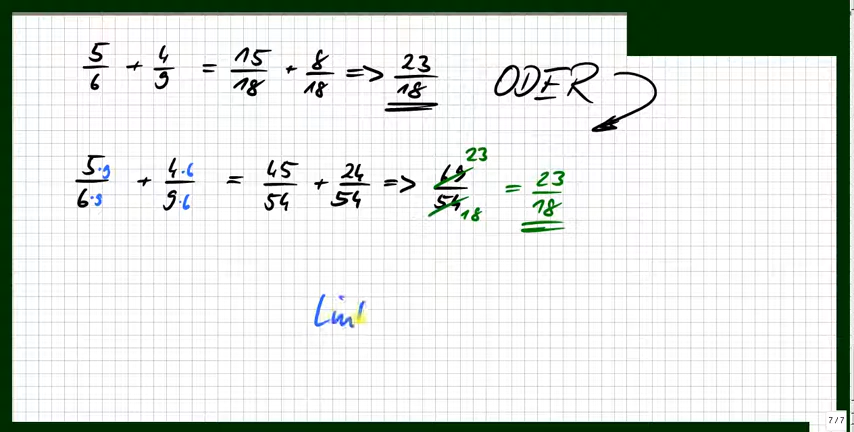 5/6 + 4/9 = 15/18 + 8/18 => 23/18 ODER
5·9/6·9 + 4·6/9·6 = 45/54 + 24/54 => 69/54 23 18 = 23/18
7/7